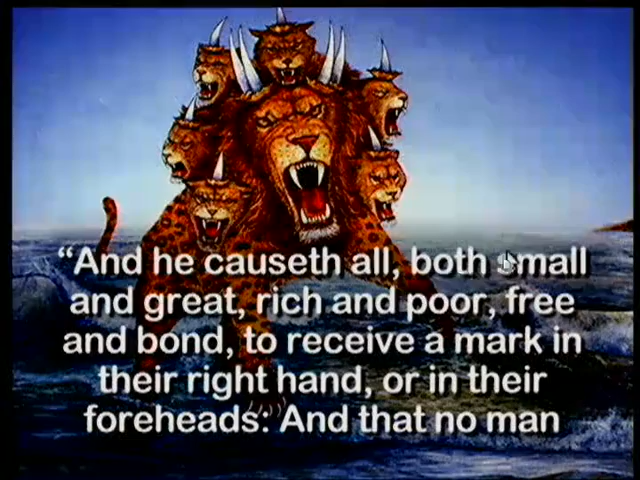 “And he causeth all, both small
and great, rich and poor, free
and bond, to receive a mark in
their right hand, or in their
foreheads: And that no man